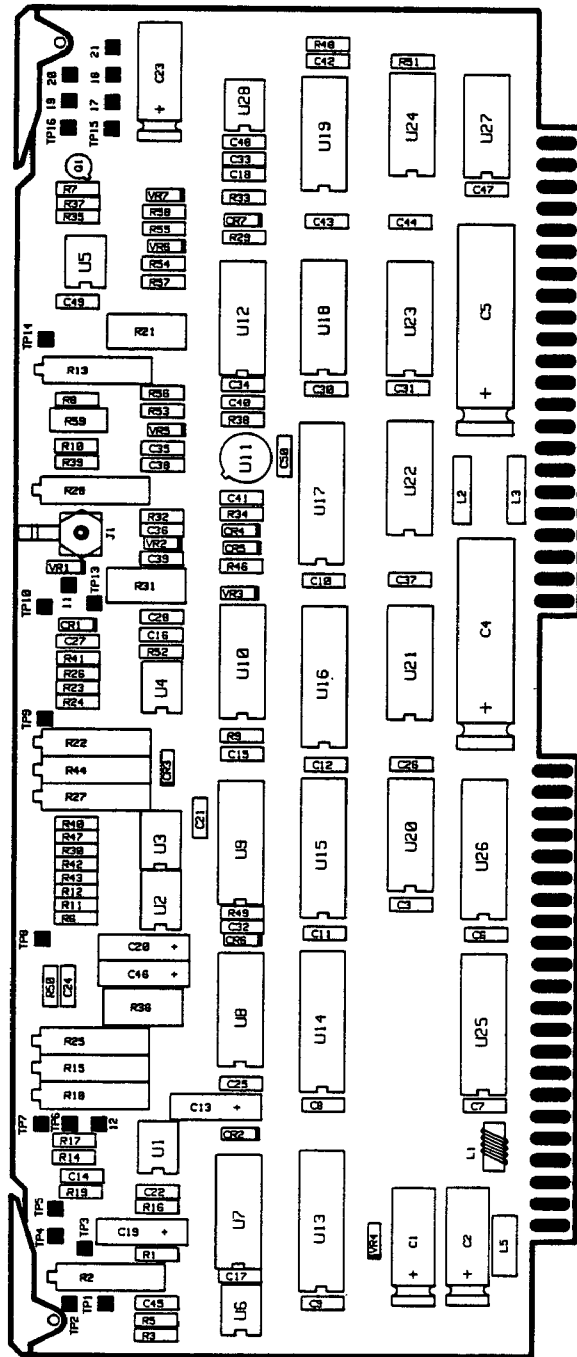 21
20
18
19
17
TP16
TP15
C23
+
Q1
R7
R37
R35
U5
C49
VR7
R58
R55
VR6
R54
R57
TP14
R21
R13
R8
R59
R10
R39
R56
R53
VR5
C35
C38
R28
J1
R32
C36
VR2
C39
VR1
R31
11
TP13
TP10
CR1
C27
R41
R26
R23
R24
C28
C16
R52
U4
TP9
R22
R44
R27
CR3
R40
R47
R30
R42
R43
R12
R11
R6
U3
U2
C21
TP8
C20 +
C46 +
R36
R50
C24
R25
R15
R18
TP7
TP6
12
R17
R14
C14
R19
U1
C13 +
C22
R16
TP5
TP4
TP3
C19 +
R1
R2
TP2
TP1
C45
R5
R3
U28
C48
C33
C18
R33
CR7
R29
U12
C34
C40
R38
U11
C50
C41
R34
CR4
CR5
R46
VR3
U10
R9
C15
U9
R49
C32
CR6
U8
C25
CR2
U7
C17
U6
R48
C42
U19
C43
U18
C30
U17
C10
U16
C12
U15
C11
U14
C8
U13
C9
R51
U24
C44
U23
C31
U22
C37
U21
C26
U20
C3
U27
C47
C5
+
L2
L3
C4
+
U26
C6
U25
C7
L1
VR4
C1
+
C2
+
L5